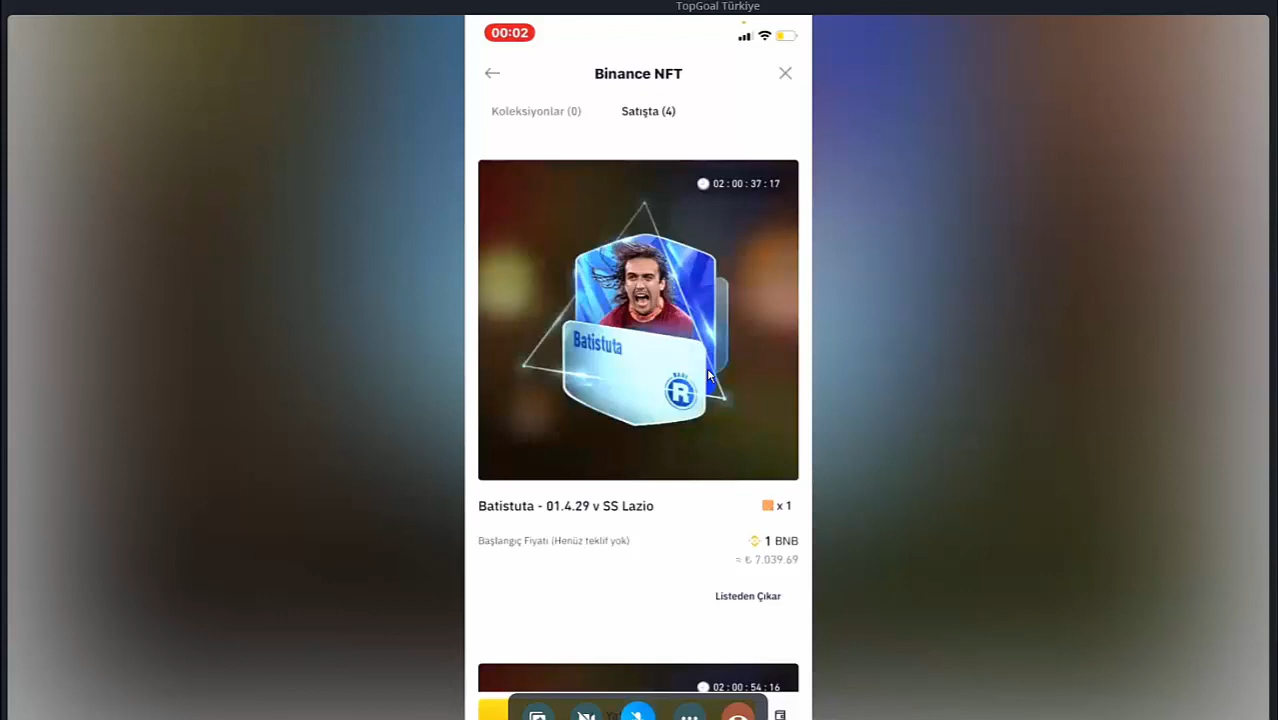 TopGoal Türkiye
00:02
Binance NFT
Koleksiyonlar (0) Satışta (4)
02 : 00 : 37 : 17
Batistuta
R
Batistuta - 01.4.29 v SS Lazio x 1
Başlangıç Fiyatı (Henüz teklif yok) 1 BNB
≈ ₺ 7.039.69
Listeden Çıkar
02 : 00 : 54 : 16